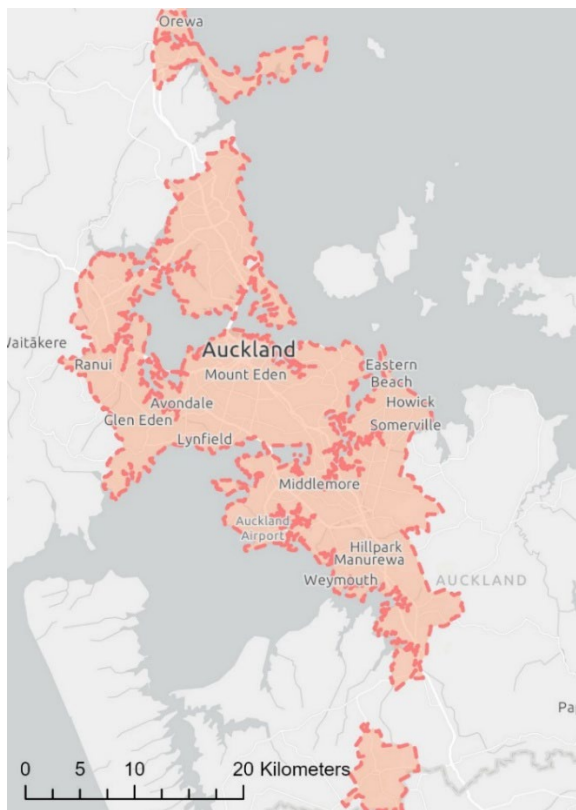 Orewa
Auckland
Mount Eden
Eastern
Beach
Howick
Somerville
Ranui
Avondale
Glen Eden
Lynfield
Middlemore
Auckland
Airport
Hillpark
Manurewa
Weymouth
AUCKLAND
0 5 10 20 Kilometers